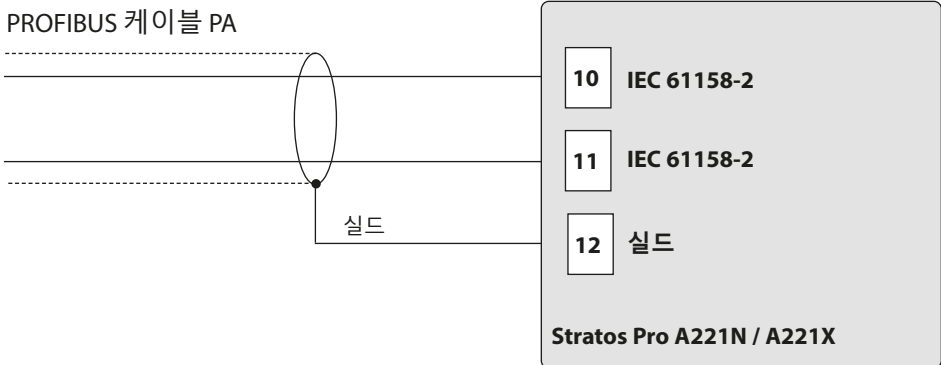 PROFIBUS 케이블 PA
10 IEC 61158-2
11 IEC 61158-2
실드
12 실드
Stratos Pro A221N / A221X